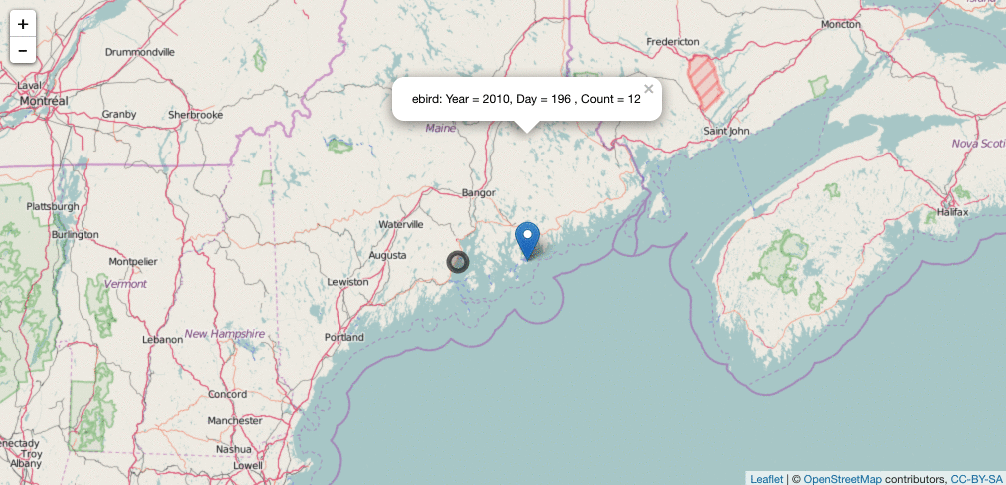 +
-
Drummondville
Moncton
Fredericton
Laval
Montréal
Granby
Sherbrooke
ebird: Year = 2010, Day = 196 , Count = 12
×
Maine
Saint John
Nova Scoti
Bangor
Plattsburgh
Halifax
Waterville
Burlington
Augusta
Montpelier
Vermont
Lewiston
New Hampshire
Lebanon
Portland
Concord
Manchester
enectady
Troy
Nashua
Albany
Lowell
Leaflet | © OpenStreetMap contributors, CC-BY-SA